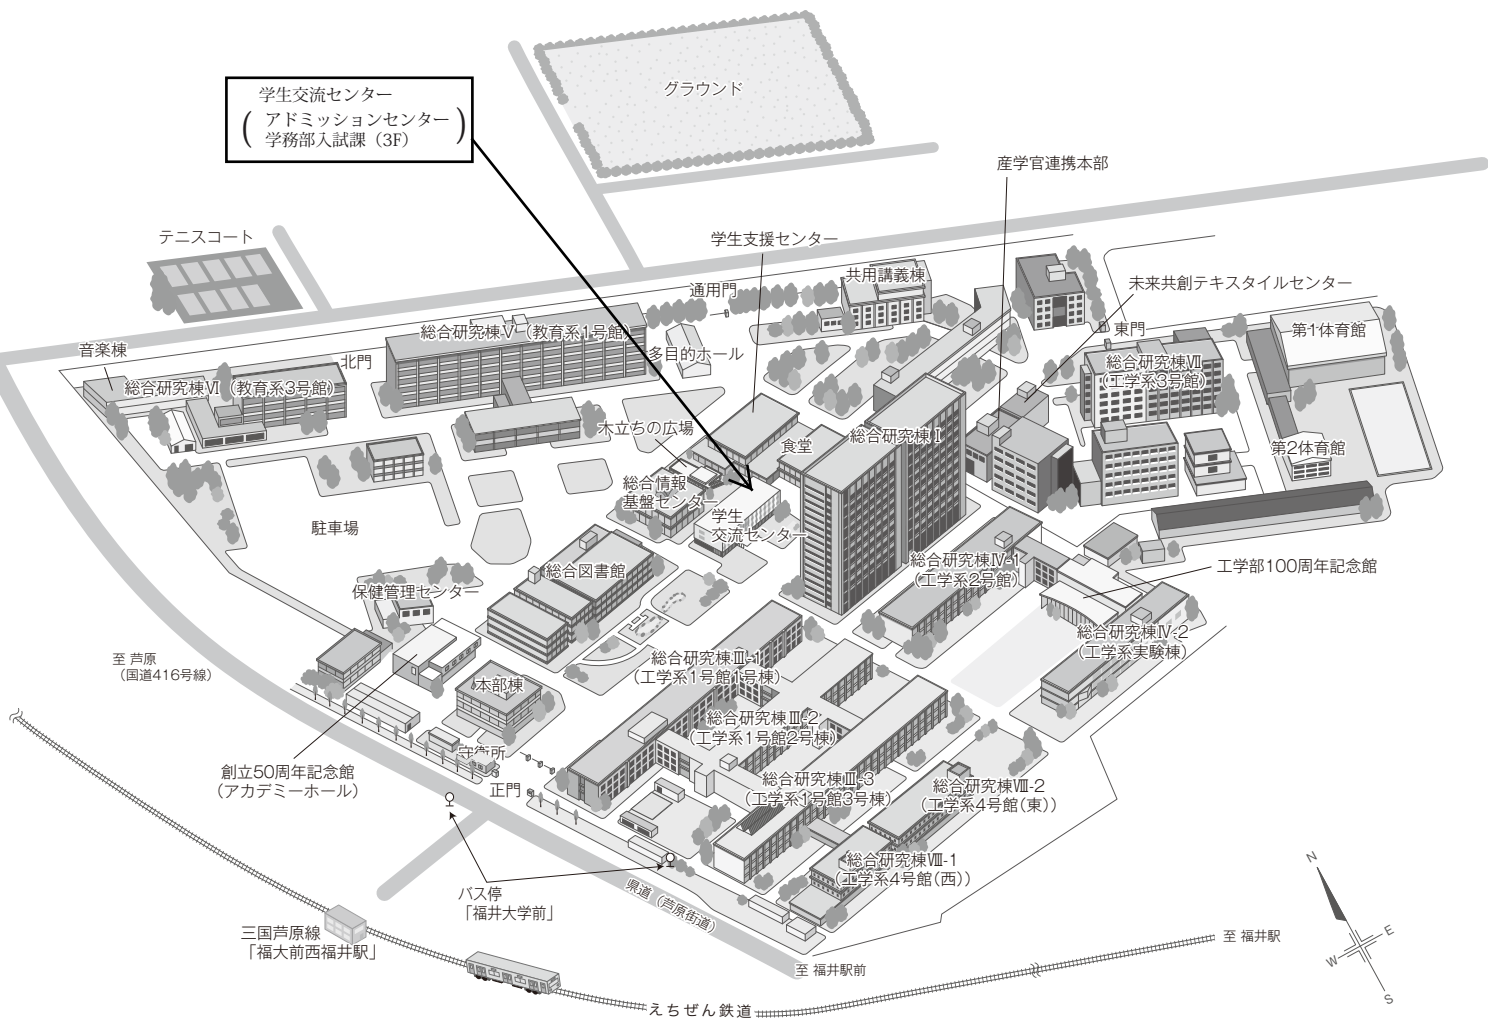 グラウンド
学生交流センター
( アドミッションセンター
学務部入試課（3F） )
産学官連携本部
テニスコート
学生支援センター
通用門
共用講義棟
未来共創テキスタイルセンター
東門
第1体育館
音楽棟
総合研究棟Ⅴ（教育系1号館）
北門
多目的ホール
総合研究棟Ⅵ（教育系3号館）
総合研究棟Ⅶ
（工学系3号館）
木立ちの広場
食堂
総合研究棟Ⅰ
第2体育館
総合情報
基盤センター
学生
交流センター
駐車場
総合図書館
総合研究棟Ⅳ-1
（工学系2号館）
工学部100周年記念館
保健管理センター
総合研究棟Ⅳ-2
（工学系実験棟）
至 芦原
（国道416号線）
総合研究棟Ⅲ-1
（工学系1号館1号棟）
本部棟
総合研究棟Ⅲ-2
（工学系1号館2号棟）
守衛所
創立50周年記念館
（アカデミーホール）
正門
総合研究棟Ⅲ-3
（工学系1号館3号棟）
総合研究棟Ⅷ-2
（工学系4号館（東））
総合研究棟Ⅷ-1
（工学系4号館（西））
バス停
「福井大学前」
県道（芦原街道）
三国芦原線
「福大前西福井駅」
至 福井駅前
至 福井駅
えちぜん鉄道
N
E
W
S